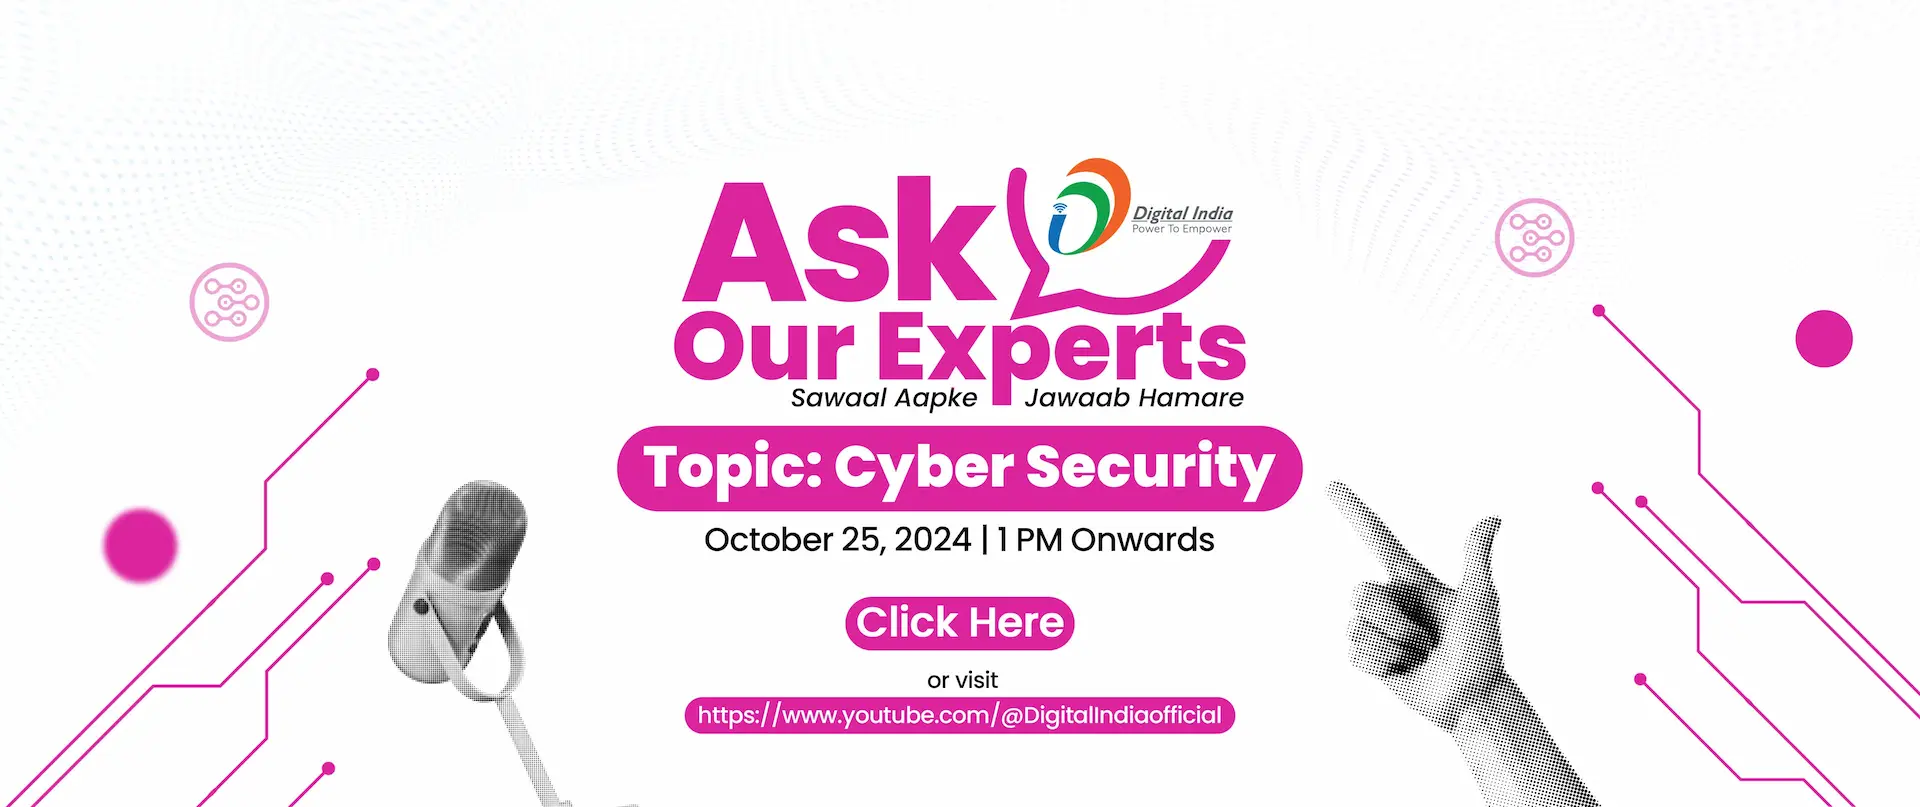 Ask
Digital India
Power To Empower
Our Experts
Sawaal Aapke Jawaab Hamare
Topic: Cyber Security
October 25, 2024 | 1 PM Onwards
Click Here
or visit
https://www.youtube.com/@DigitalIndiaofficial